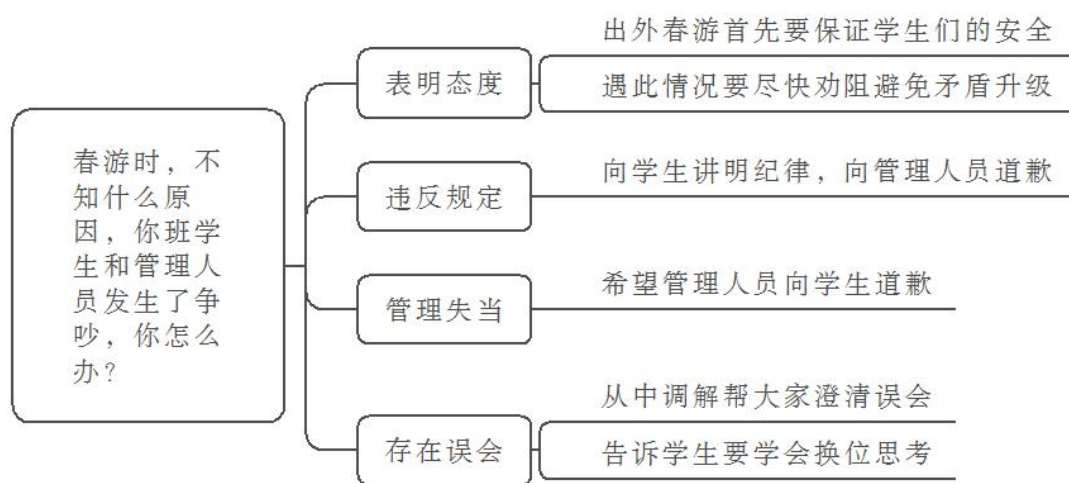 春游时，不
知什么原
因，你班学
生和管理人
员发生了争
吵，你怎么
办？
表明态度
出外春游首先要保证学生们的安全
遇此情况要尽快劝阻避免矛盾升级
违反规定
向学生讲明纪律，向管理人员道歉
管理失当
希望管理人员向学生道歉
存在误会
从中调解帮大家澄清误会
告诉学生要学会换位思考